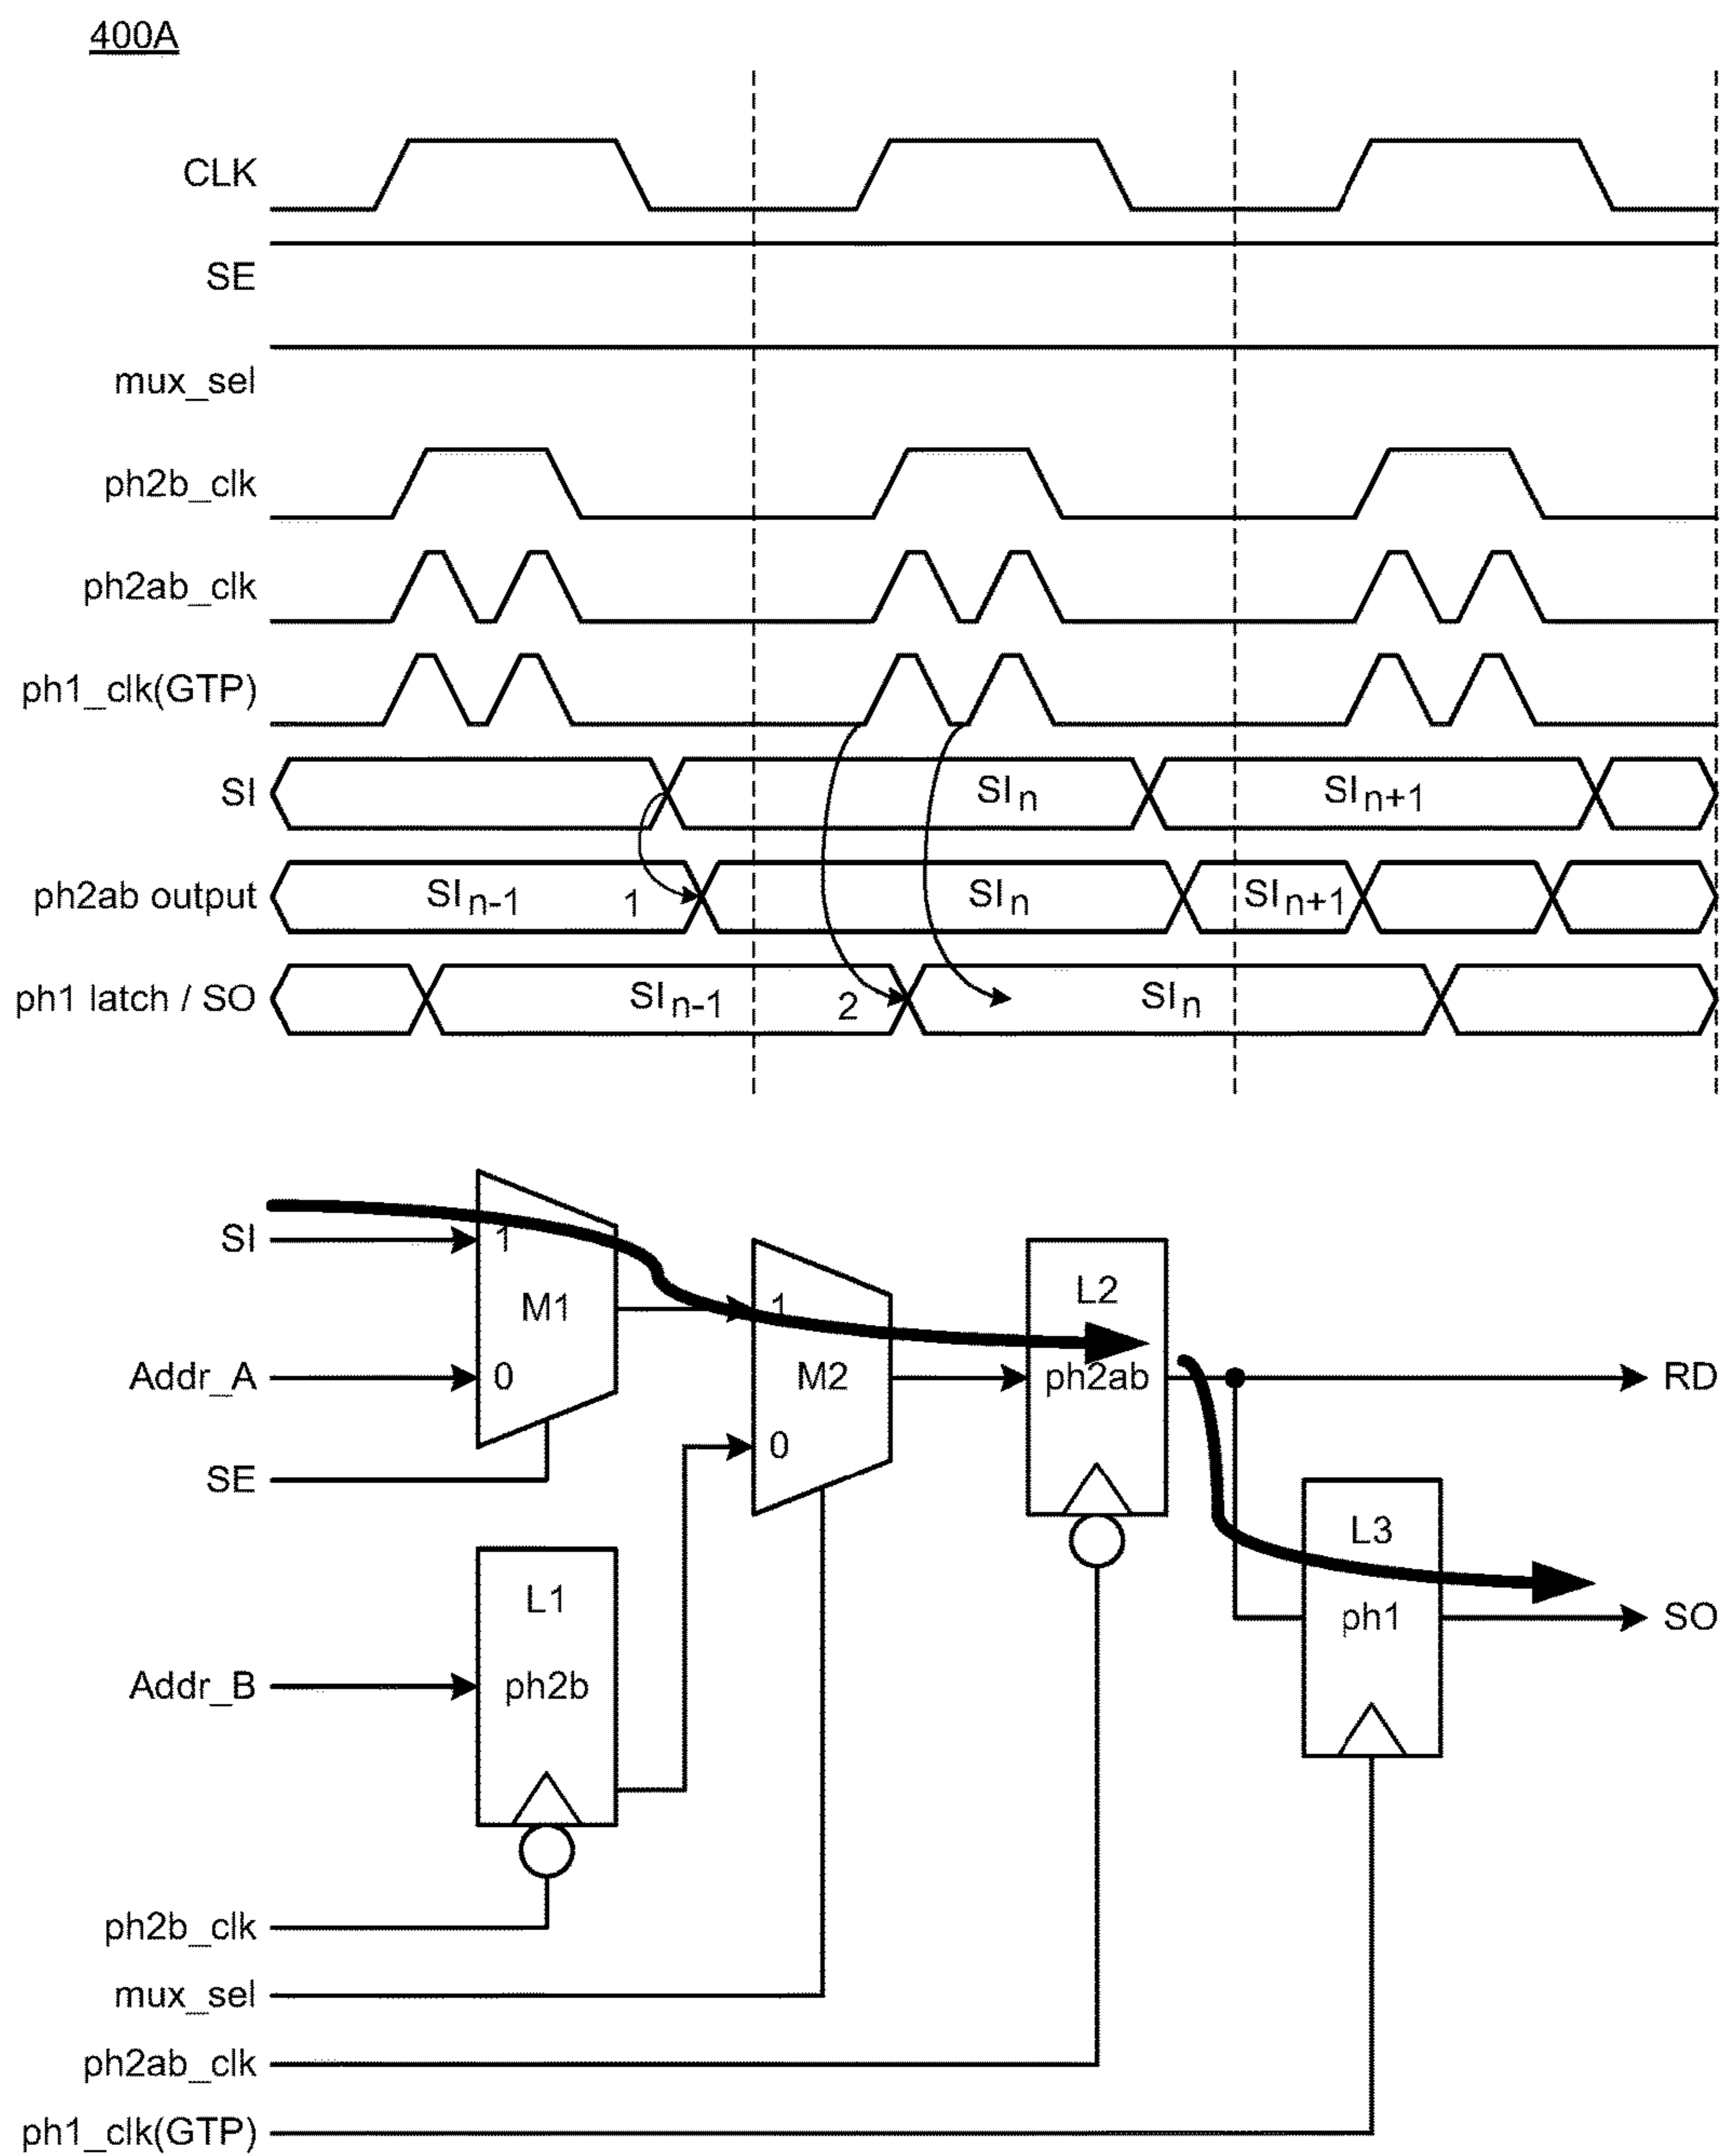 400A
CLK
SE
mux_sel
ph2b_clk
ph2ab_clk
ph1_clk(GTP)
SI SIn SIn+1
ph2ab output SIn-1 1 SIn SIn+1
ph1 latch / SO SIn-1 2 SIn
SI 1
M1 1 L2
Addr_A 0 M2 ph2ab RD
0
SE
L3
L1
ph1 SO
Addr_B ph2b
ph2b_clk
mux_sel
ph2ab_clk
ph1_clk(GTP)